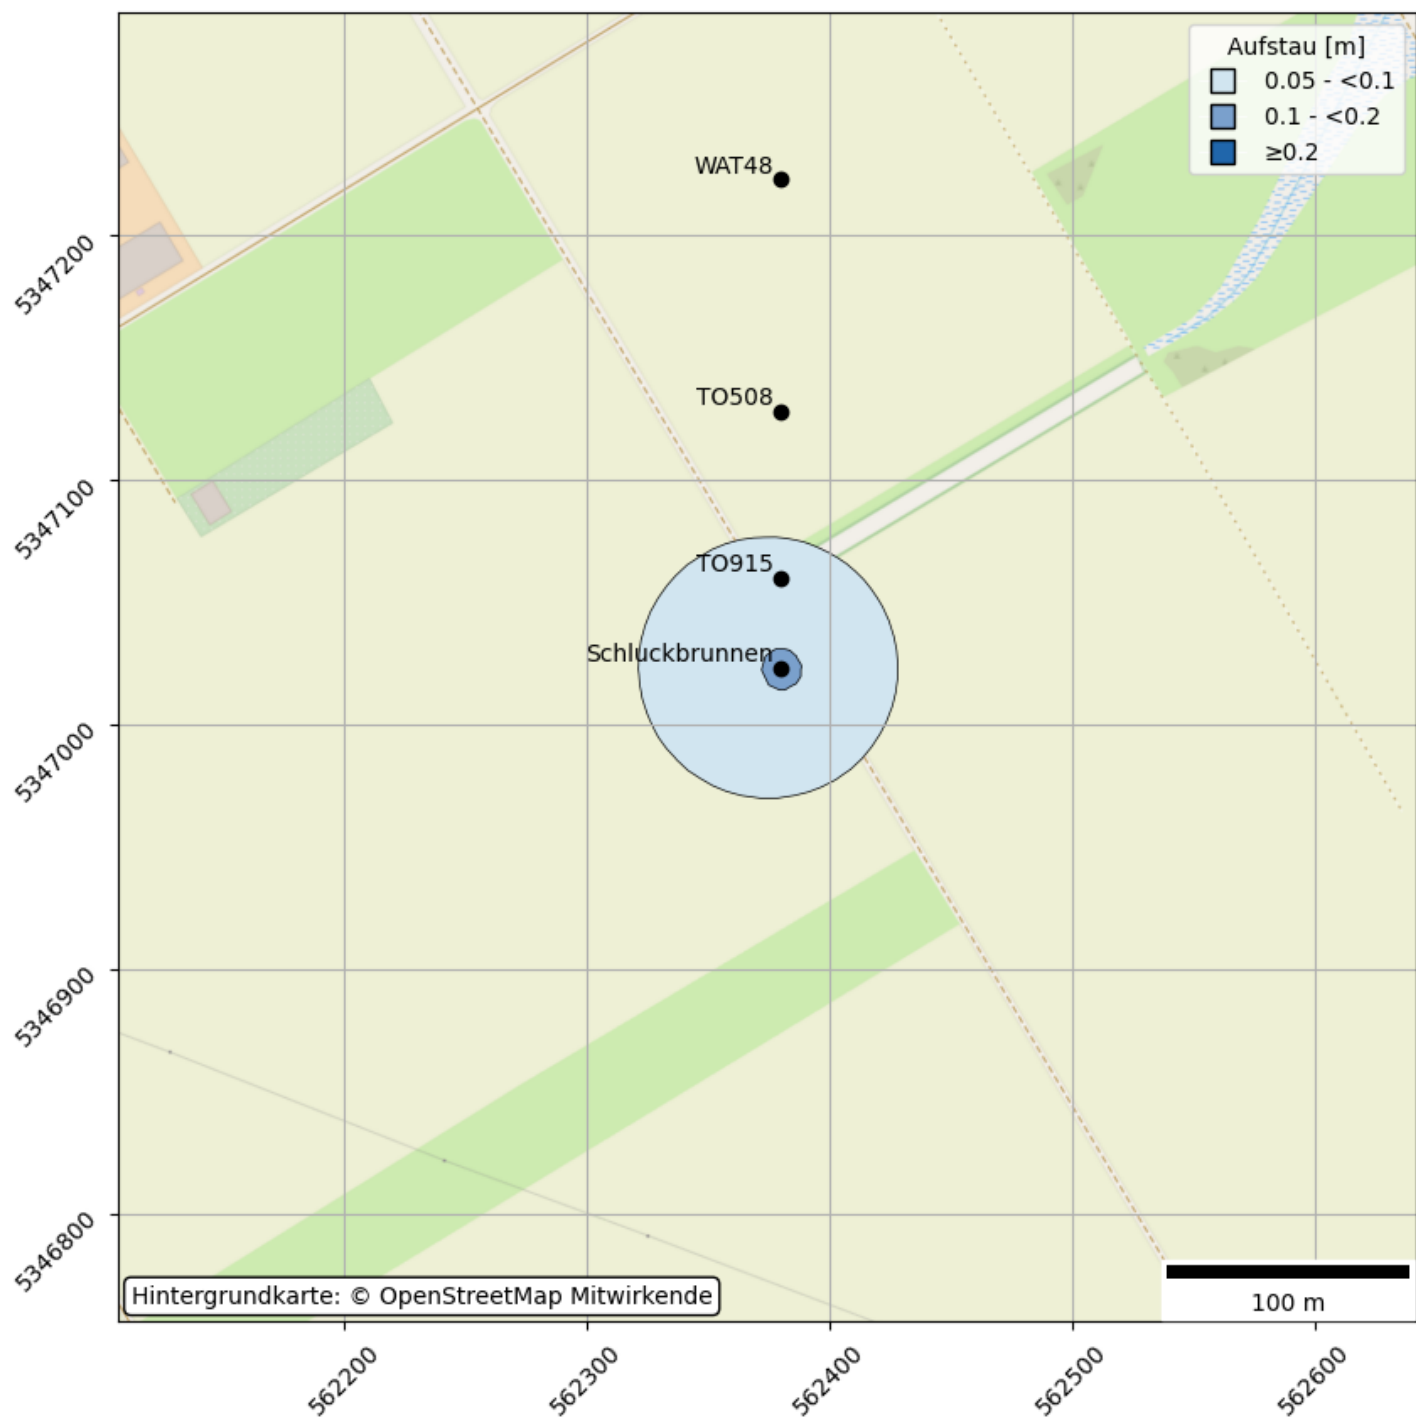 Aufstau [m]
0.05 - <0.1
0.1 - <0.2
≥0.2
WAT48
5347200
TO508
5347100
TO915
Schluckbrunnen
5347000
5346900
5346800
Hintergrundkarte: © OpenStreetMap Mitwirkende
100 m
562200
562300
562400
562500
562600